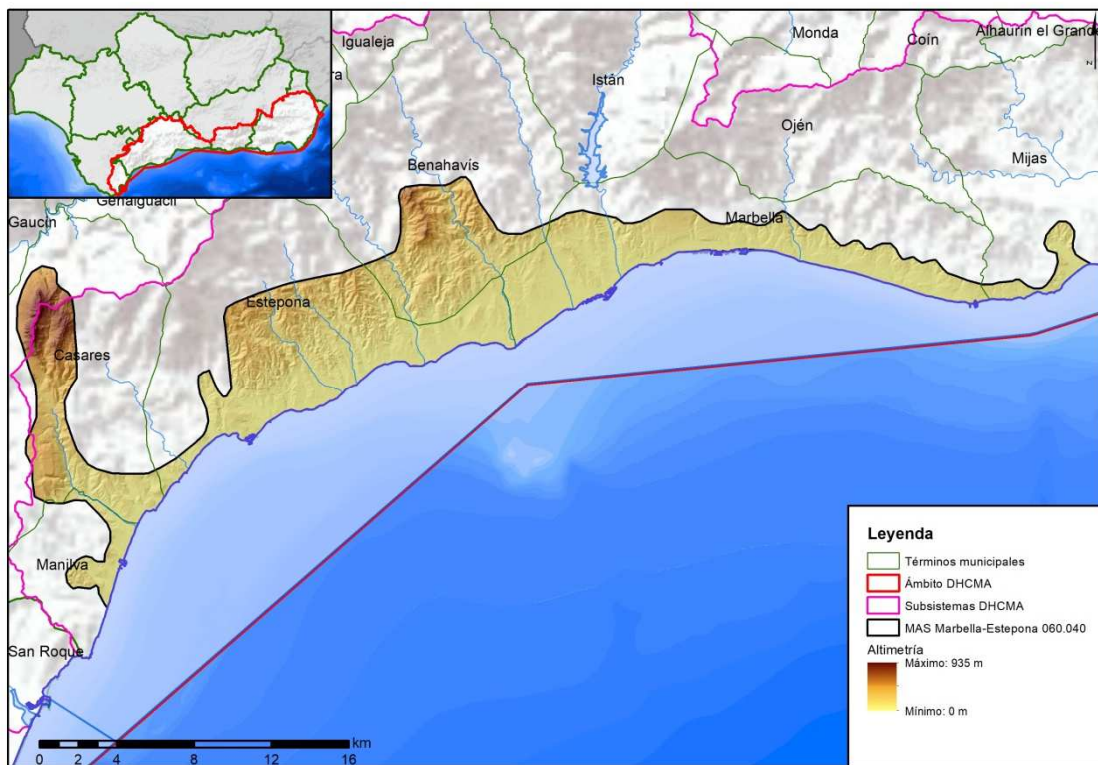 Igualeja
Monda
Coín
Alhaurín el Grande
z
ra
Istán
Ojén
Benahavís
Mijas
Genalguacil
Gaucín
Marbella
Estepona
Casares
Manilva
San Roque
Leyenda
Términos municipales
Ámbito DHCMA
Subsistemas DHCMA
MAS Marbella-Estepona 060.040
Altimetría
Máximo: 935 m
Mínimo: 0 m
km
0 2 4 8 12 16